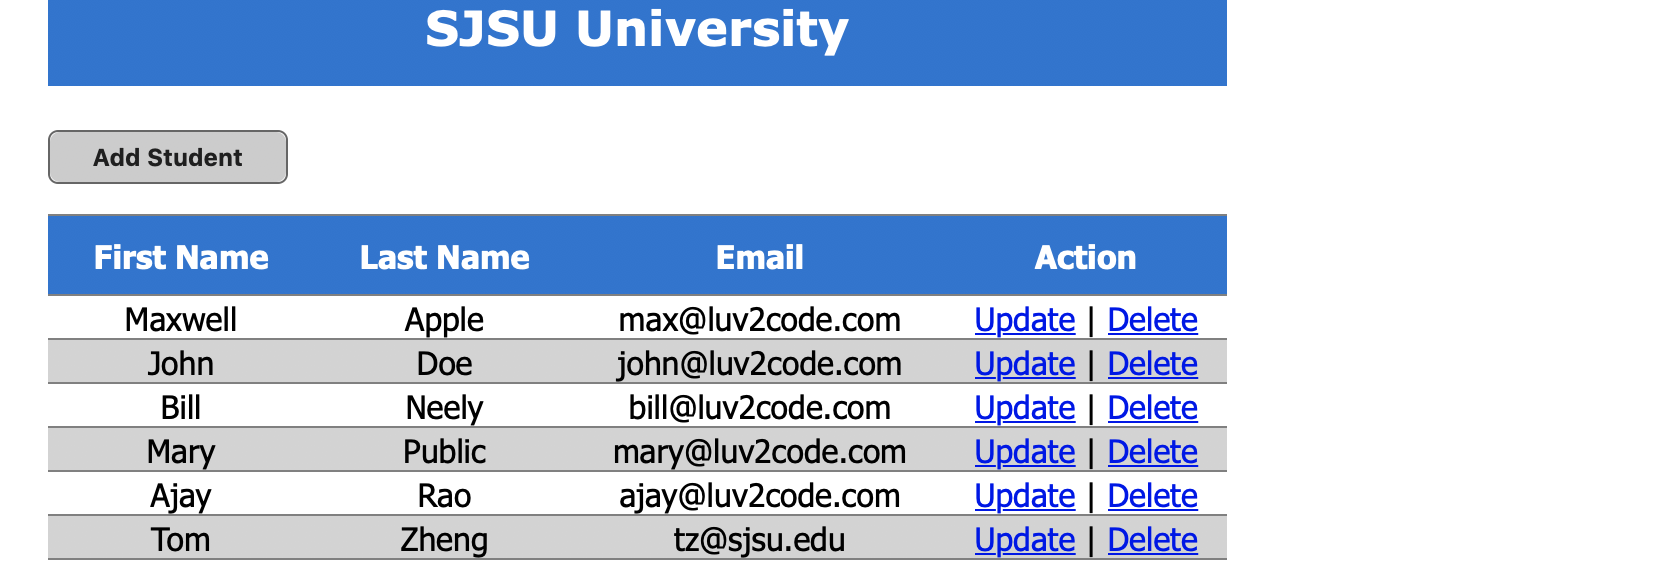 SJSU University
Add Student
First Name Last Name Email Action
Maxwell Apple max@luv2code.com Update | Delete
John Doe john@luv2code.com Update | Delete
Bill Neely bill@luv2code.com Update | Delete
Mary Public mary@luv2code.com Update | Delete
Ajay Rao ajay@luv2code.com Update | Delete
Tom Zheng tz@sjsu.edu Update | Delete